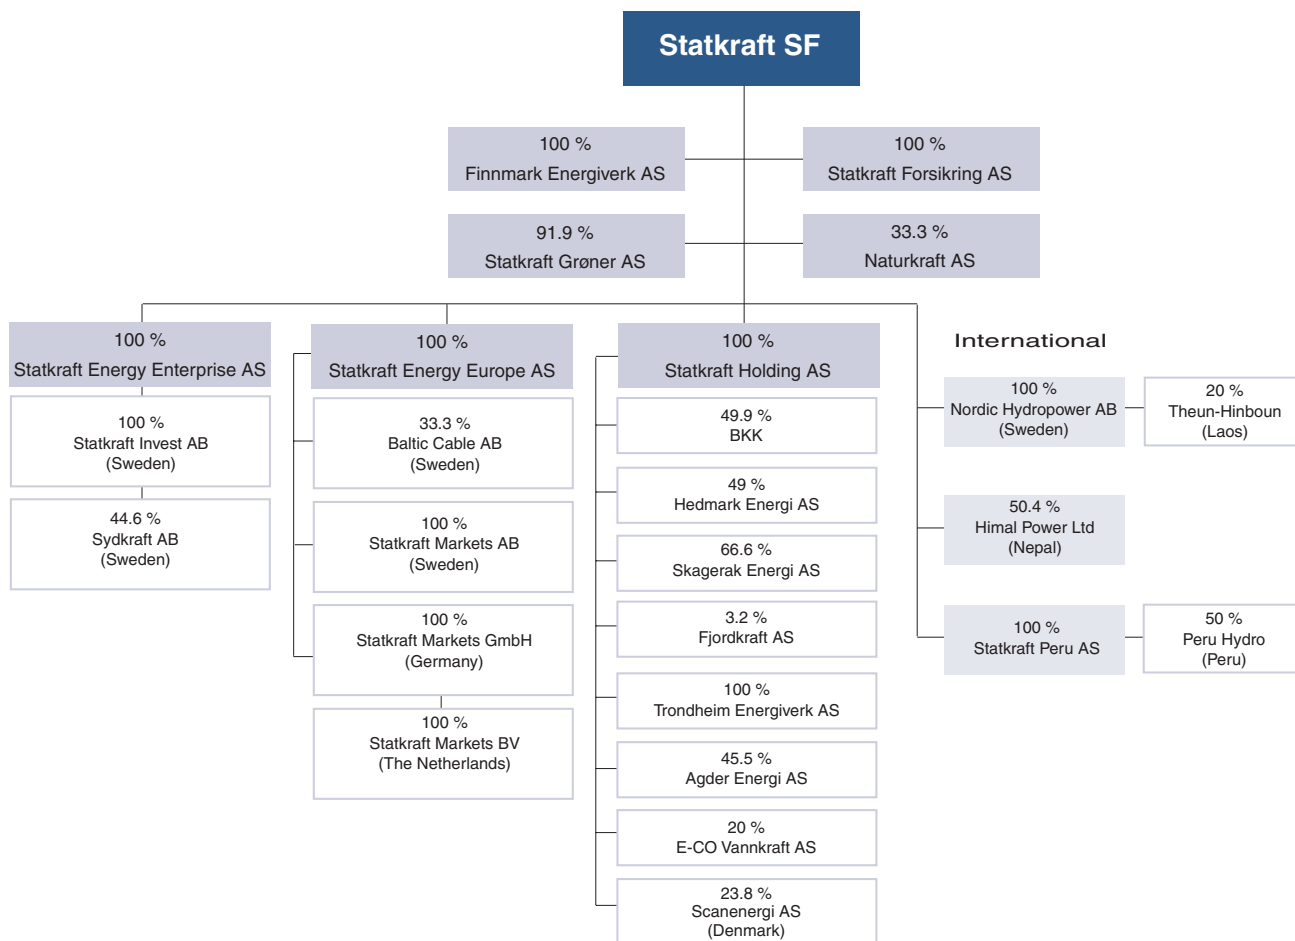 Statkraft SF
100 %
Finnmark Energiverk AS
100 %
Statkraft Forsikring AS
91.9 %
Statkraft Grøner AS
33.3 %
Naturkraft AS
100 %
Statkraft Energy Enterprise AS
100 %
Statkraft Invest AB
(Sweden)
44.6 %
Sydkraft AB
(Sweden)
100 %
Statkraft Energy Europe AS
33.3 %
Baltic Cable AB
(Sweden)
100 %
Statkraft Markets AB
(Sweden)
100 %
Statkraft Markets GmbH
(Germany)
100 %
Statkraft Markets BV
(The Netherlands)
100 %
Statkraft Holding AS
49.9 %
BKK
49 %
Hedmark Energi AS
66.6 %
Skagerak Energi AS
3.2 %
Fjordkraft AS
100 %
Trondheim Energiverk AS
45.5 %
Agder Energi AS
20 %
E-CO Vannkraft AS
23.8 %
Scanenergi AS
(Denmark)
International
100 %
Nordic Hydropower AB
(Sweden)
20 %
Theun-Hinboun
(Laos)
50.4 %
Himal Power Ltd
(Nepal)
100 %
Statkraft Peru AS
50 %
Peru Hydro
(Peru)